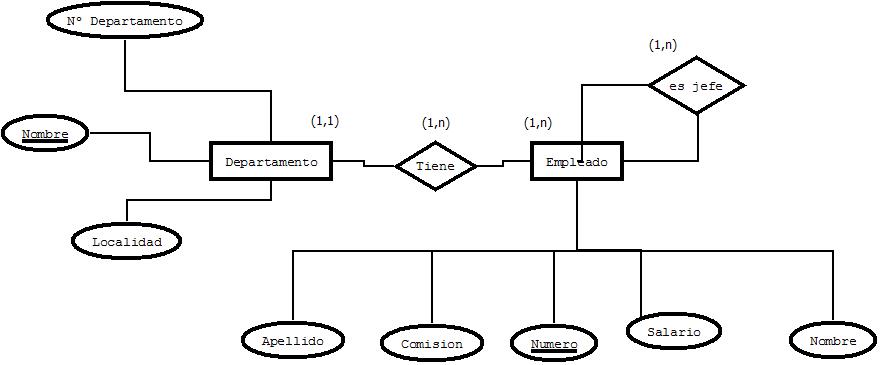 Nº Departamento
(1,n)
es jefe
(1,1)
(1,n)
(1,n)
Nombre
Departamento
Tiene
Empleado
Localidad
Apellido
Comision
Numero
Salario
Nombre